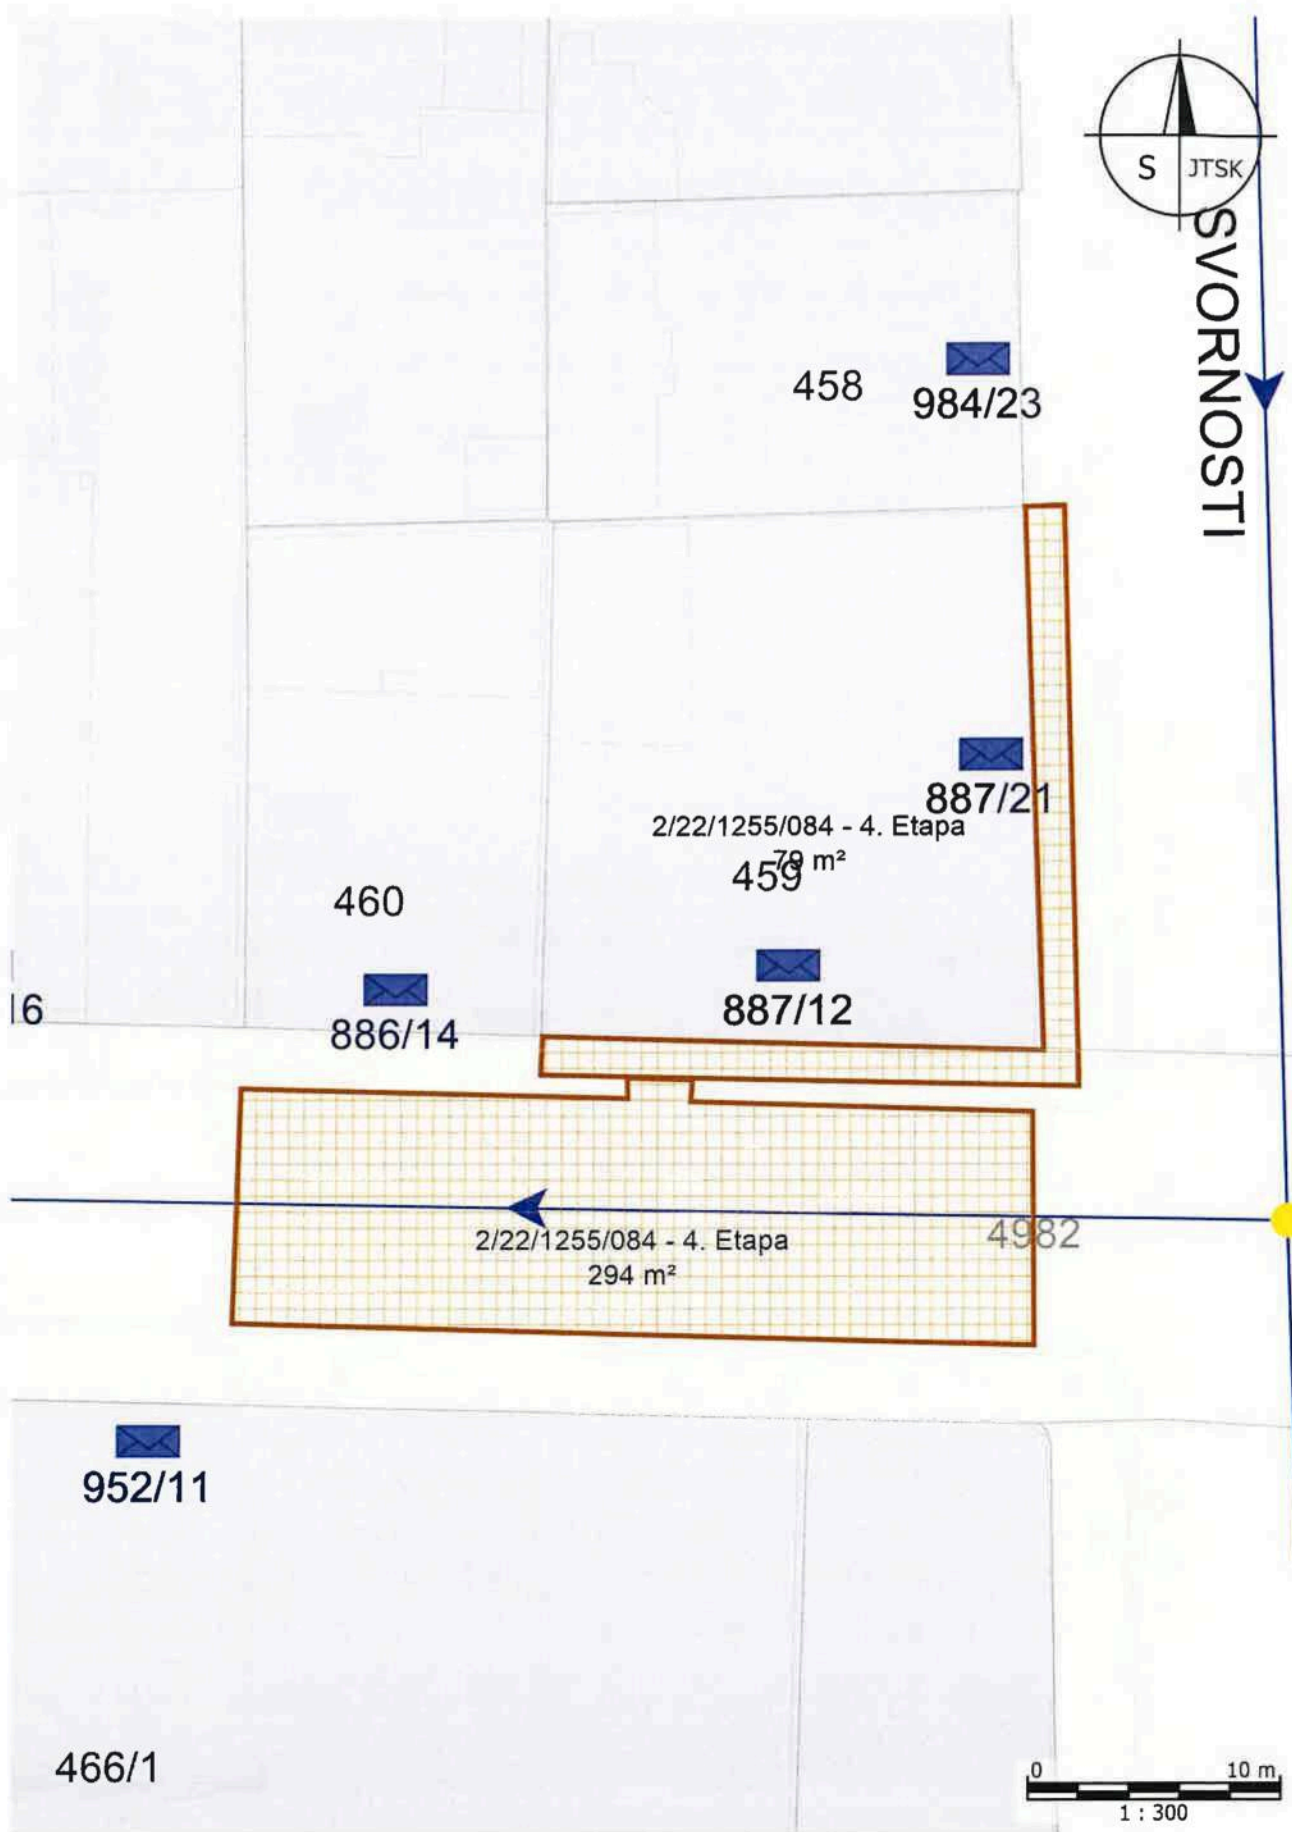 S JTSK
SVORNOSTI
458
984/23
887/21
2/22/1255/084 - 4. Etapa
79 m²
459
460
887/12
886/14
16
4982
2/22/1255/084 - 4. Etapa
294 m²
952/11
466/1
0 10 m
1 : 300